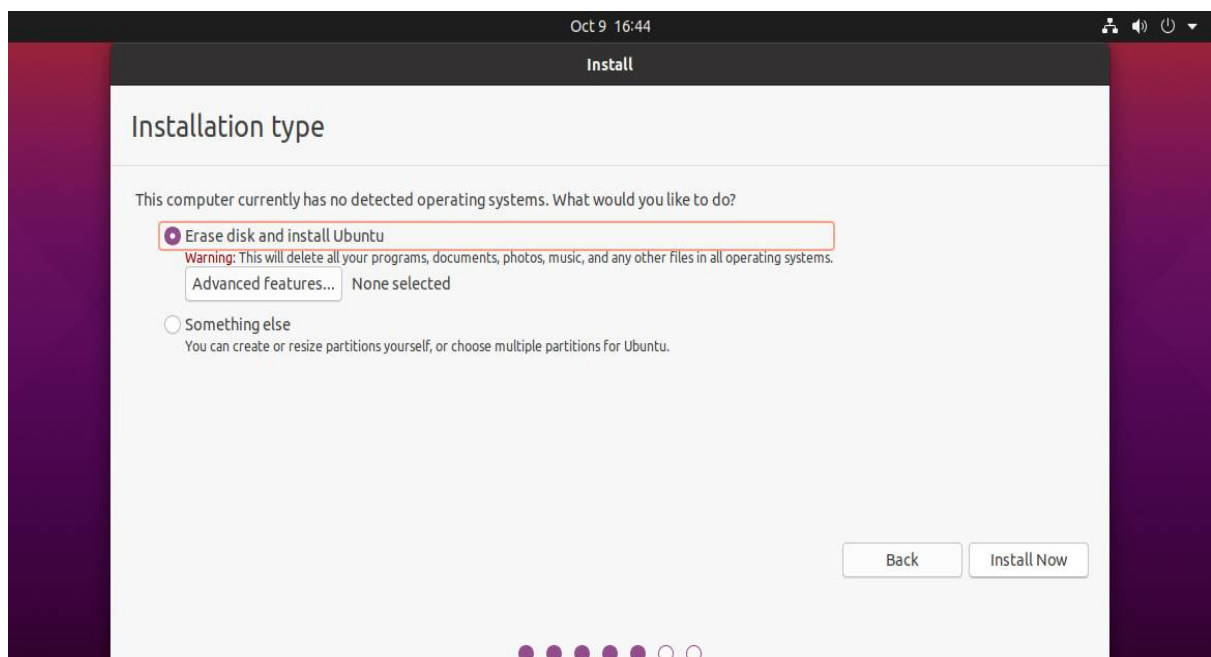 Oct 9 16:44
Install
Installation type
This computer currently has no detected operating systems. What would you like to do?
Erase disk and install Ubuntu
Warning: This will delete all your programs, documents, photos, music, and any other files in all operating systems.
Advanced features... None selected
Something else
You can create or resize partitions yourself, or choose multiple partitions for Ubuntu.
Back Install Now